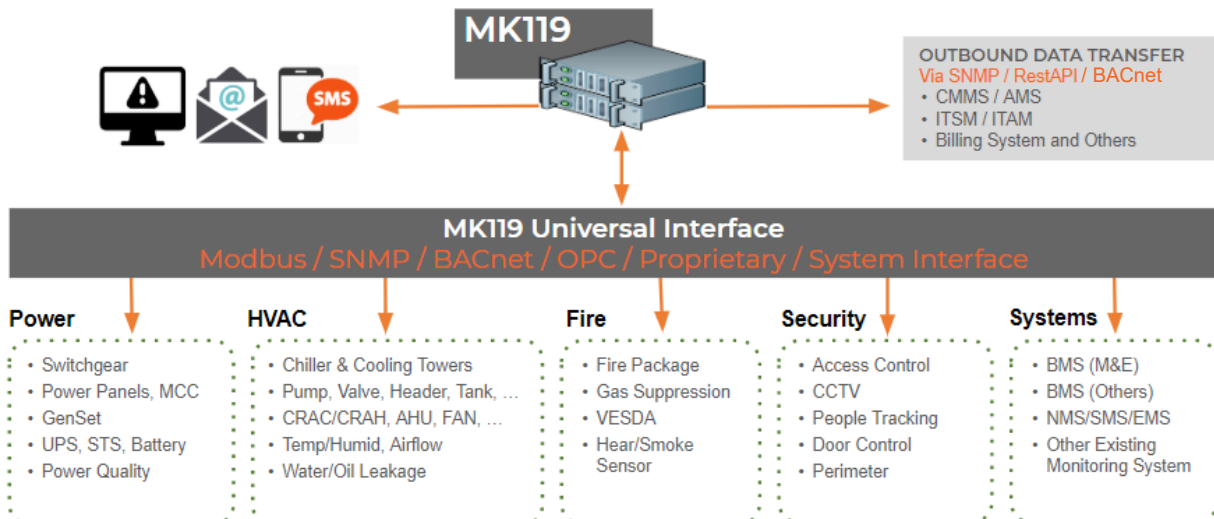 MK119
@
SMS
OUTBOUND DATA TRANSFER
Via SNMP / RestAPI / BACnet
• CMMS / AMS
• ITSM / ITAM
• Billing System and Others
MK119 Universal Interface
Modbus / SNMP / BACnet / OPC / Proprietary / System Interface
Power
• Switchgear
• Power Panels, MCC
• GenSet
• UPS, STS, Battery
• Power Quality
HVAC
• Chiller & Cooling Towers
• Pump, Valve, Header, Tank, ...
• CRAC/CRAH, AHU, FAN, ...
• Temp/Humid, Airflow
• Water/Oil Leakage
Fire
• Fire Package
• Gas Suppression
• VESDA
• Hear/Smoke
Sensor
Security
• Access Control
• CCTV
• People Tracking
• Door Control
• Perimeter
Systems
• BMS (M&E)
• BMS (Others)
• NMS/SMS/EMS
• Other Existing
Monitoring System